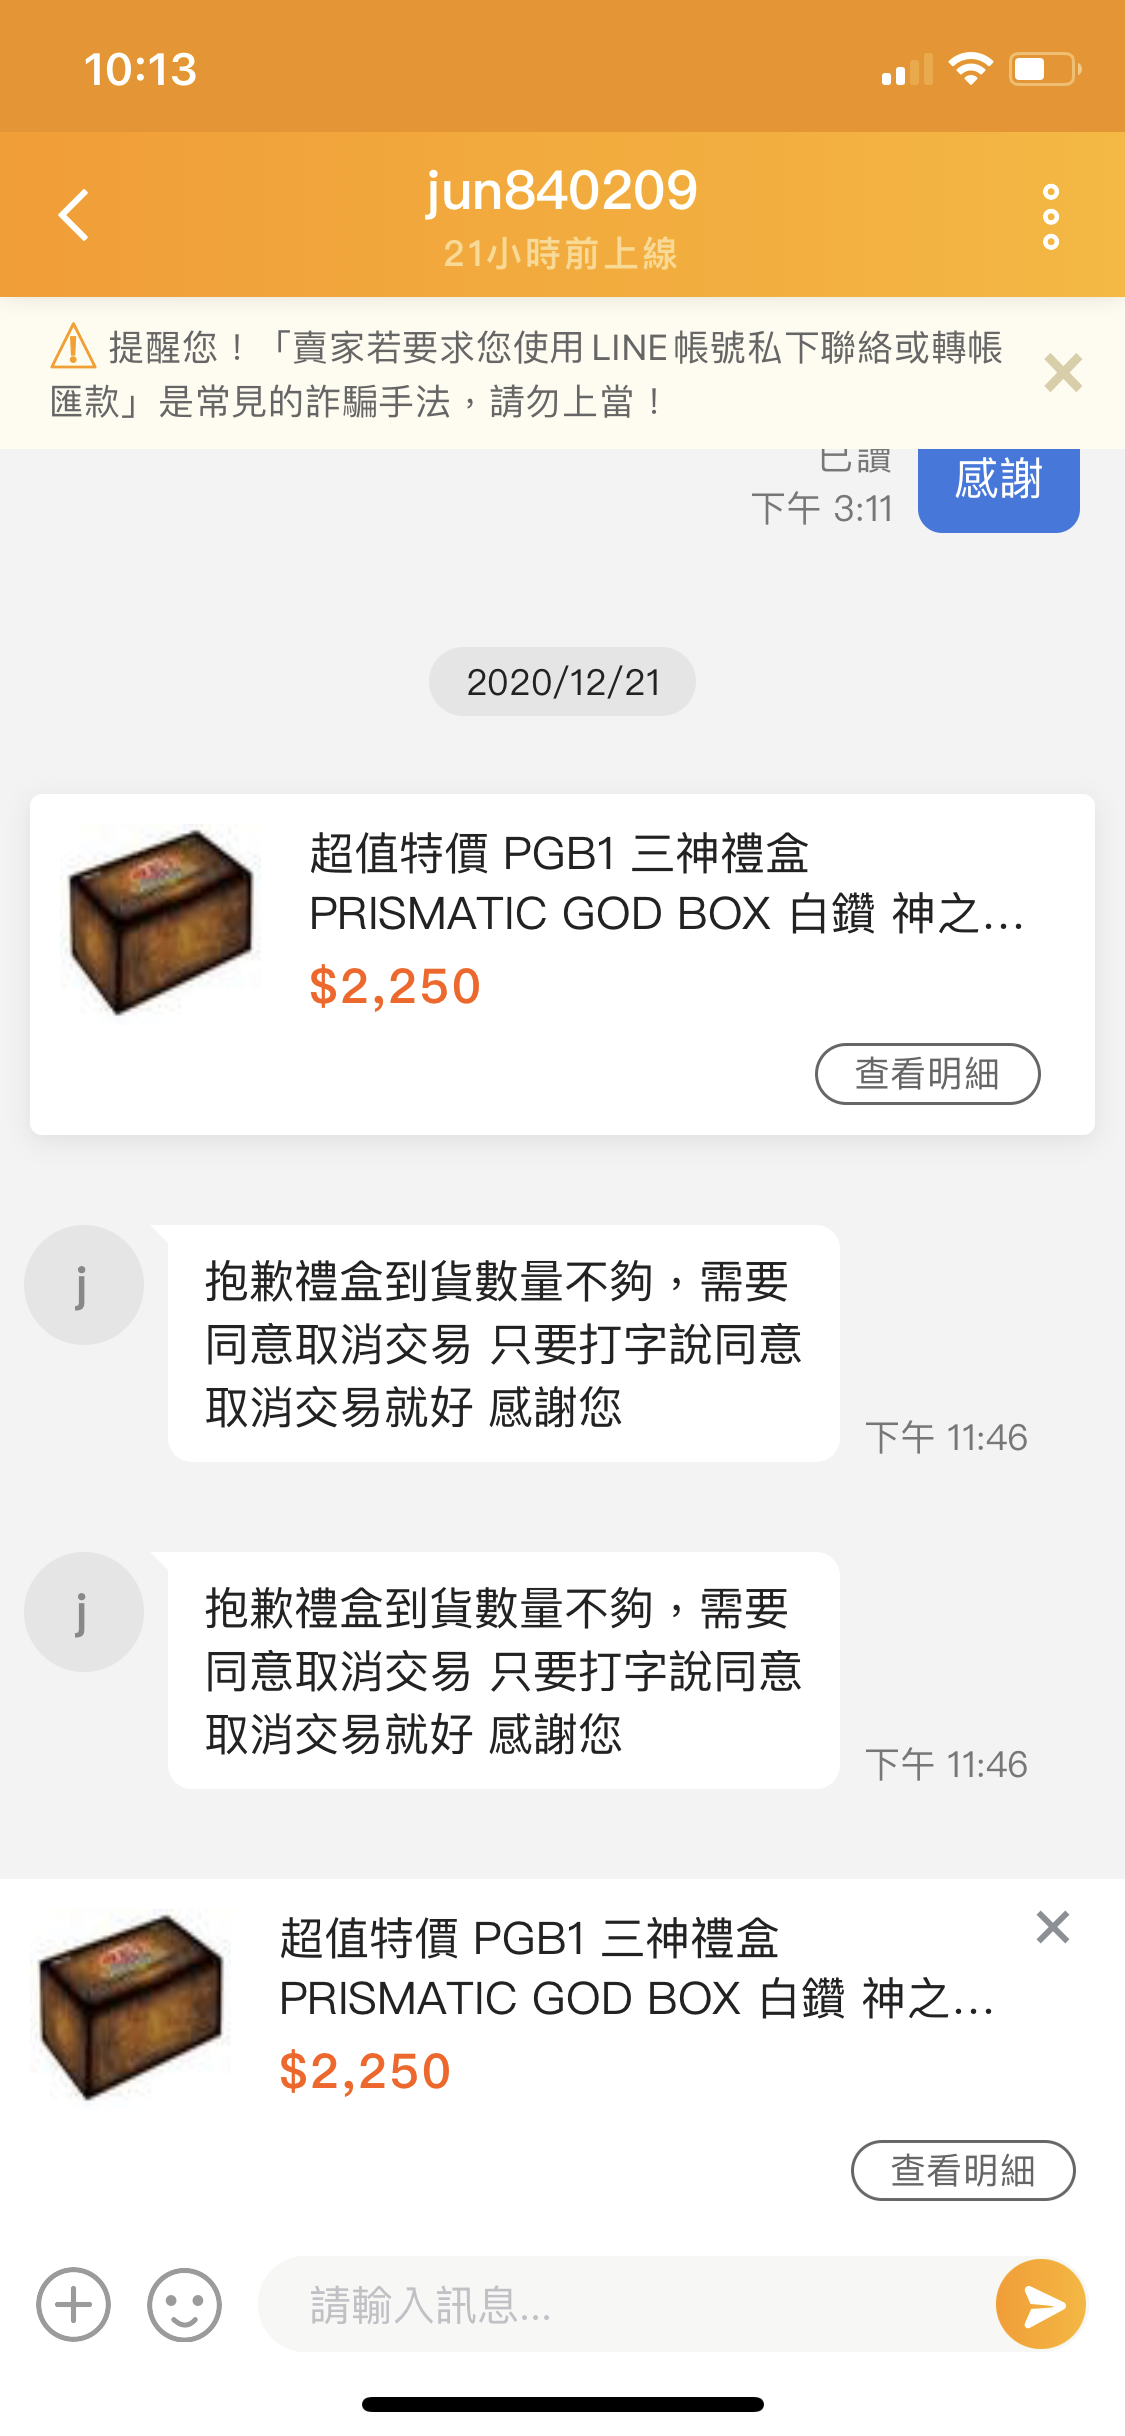 10:13
jun840209
21小時前上線
提醒您！「賣家若要求您使用LINE帳號私下聯絡或轉帳
匯款」是常見的詐騙手法，請勿上當！
已讀
下午 3:11
感謝
2020/12/21
超值特價 PGB1 三神禮盒
PRISMATIC GOD BOX 白鑽 神之...
$2,250
查看明細
j
抱歉禮盒到貨數量不夠，需要
同意取消交易 只要打字說同意
取消交易就好 感謝您
下午 11:46
j
抱歉禮盒到貨數量不夠，需要
同意取消交易 只要打字說同意
取消交易就好 感謝您
下午 11:46
超值特價 PGB1 三神禮盒
PRISMATIC GOD BOX 白鑽 神之...
$2,250
查看明細
請輸入訊息...